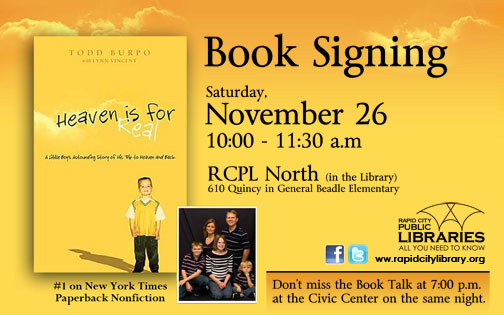 TODD BURPO
WITH LYNN VINCENT
Heaven is for
Real
A Little Boy's Astounding Story of His Trip to Heaven and Back
#1 on New York Times
Paperback Nonfiction
Book Signing
Saturday,
November 26
10:00 - 11:30 a.m
RCPL North (in the Library)
610 Quincy in General Beadle Elementary
RAPID CITY
PUBLIC
LIBRARIES
ALL YOU NEED TO KNOW
www.rapidcitylibrary.org
Don't miss the Book Talk at 7:00 p.m.
at the Civic Center on the same night.